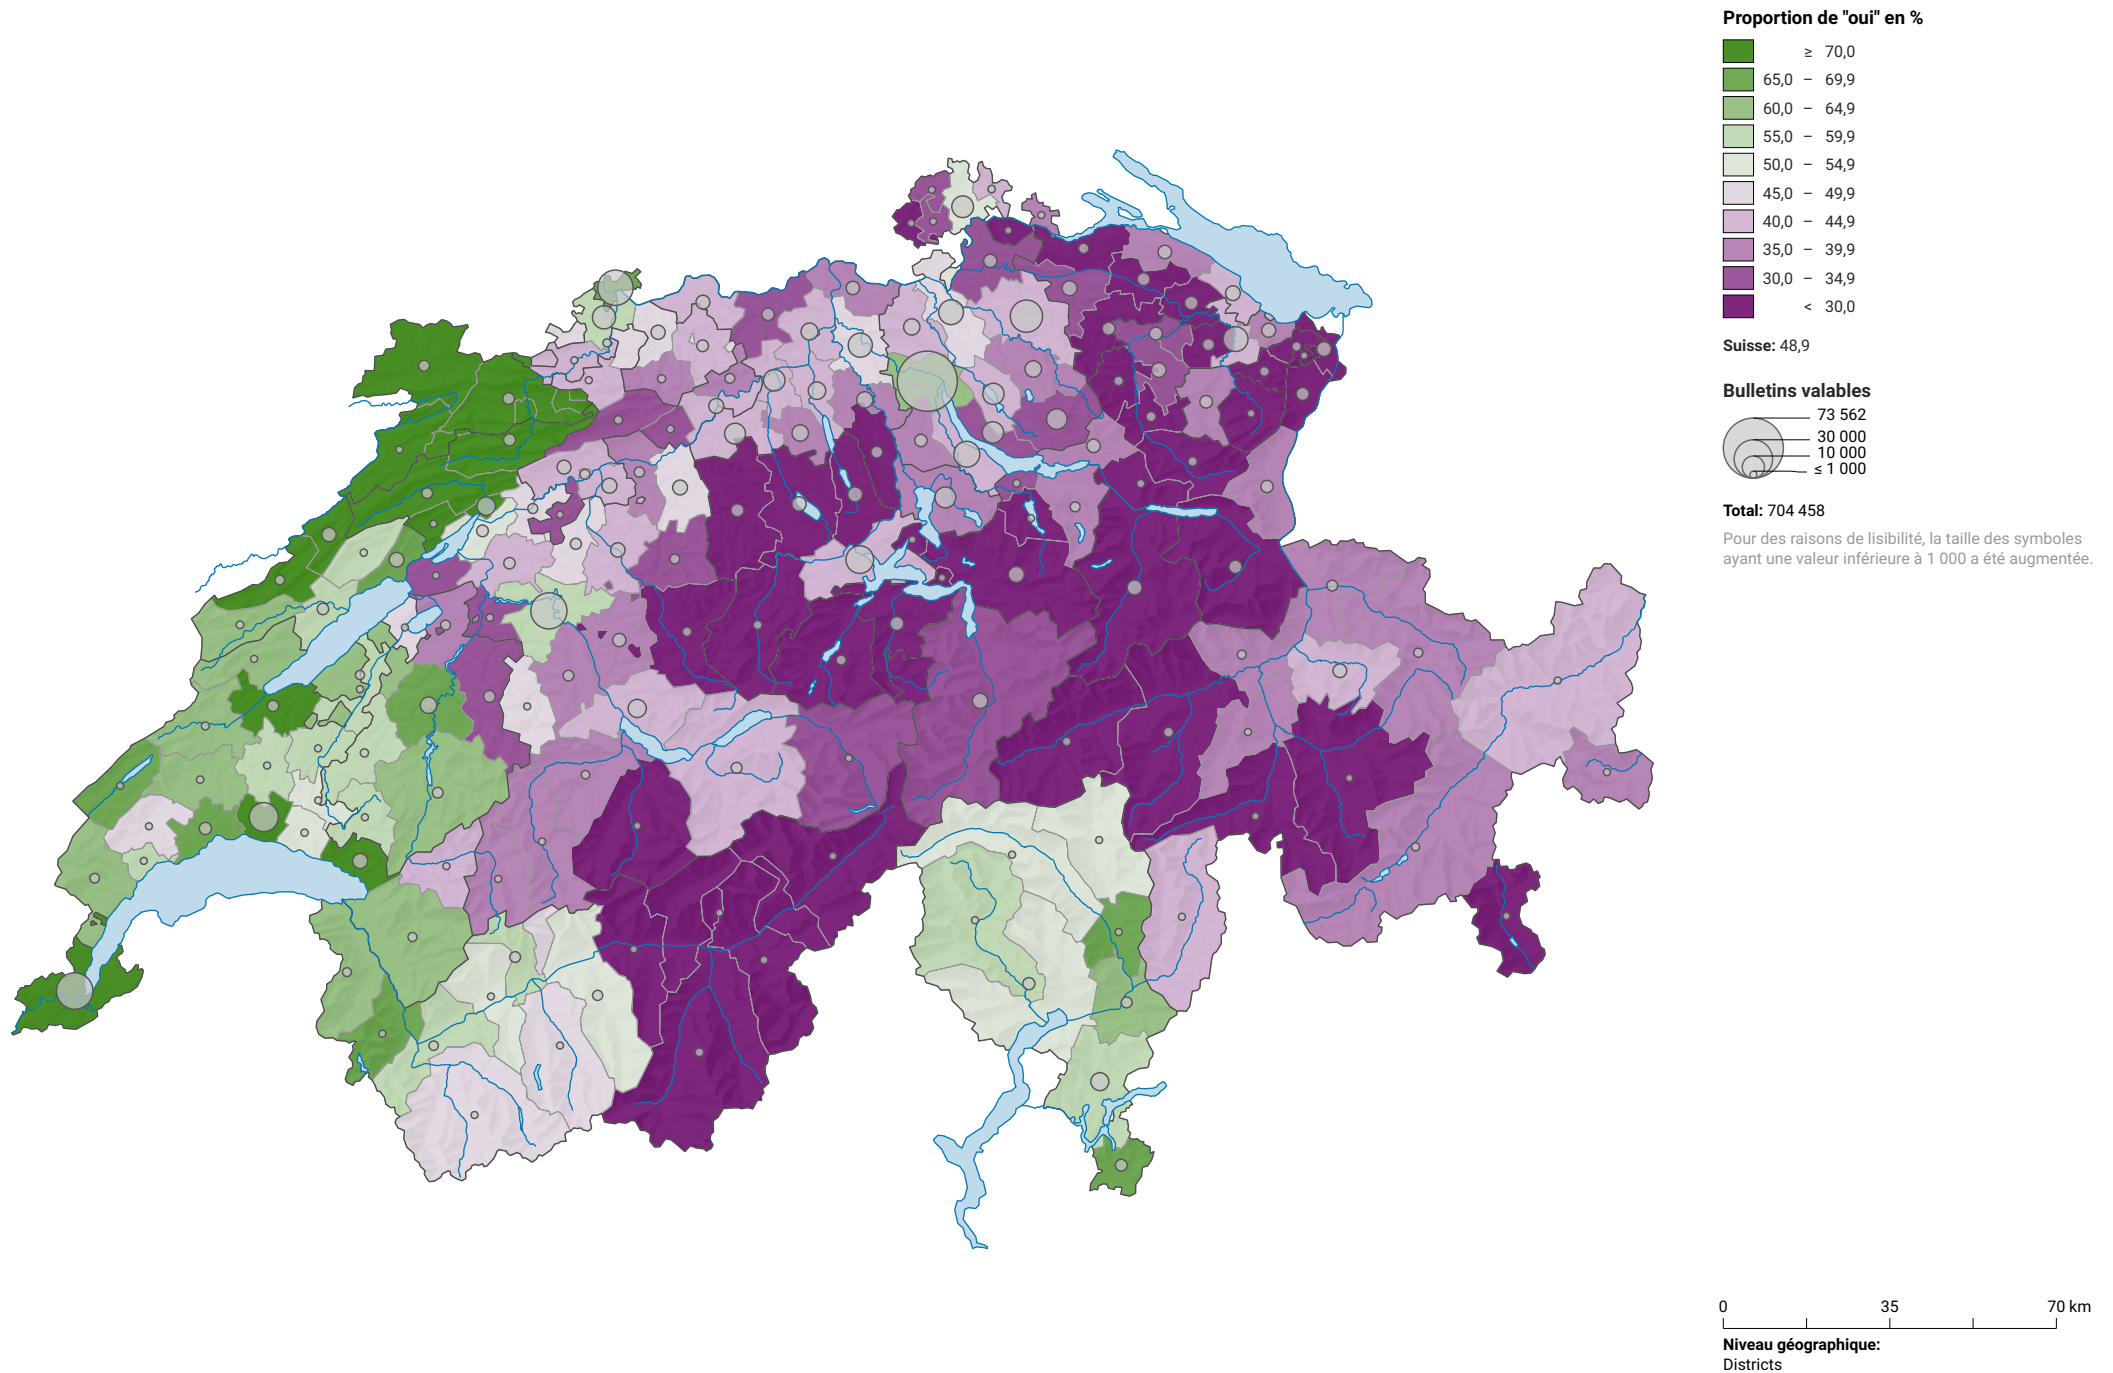 Proportion de "oui" en %
≥ 70,0
65,0 – 69,9
60,0 – 64,9
55,0 – 59,9
50,0 – 54,9
45,0 – 49,9
40,0 – 44,9
35,0 – 39,9
30,0 – 34,9
< 30,0
Suisse: 48,9
Bulletins valables
73 562
30 000
10 000
≤ 1 000
Total: 704 458
Pour des raisons de lisibilité, la taille des symboles
ayant une valeur inférieure à 1 000 a été augmentée.
0 35 70 km
Niveau géographique:
Districts